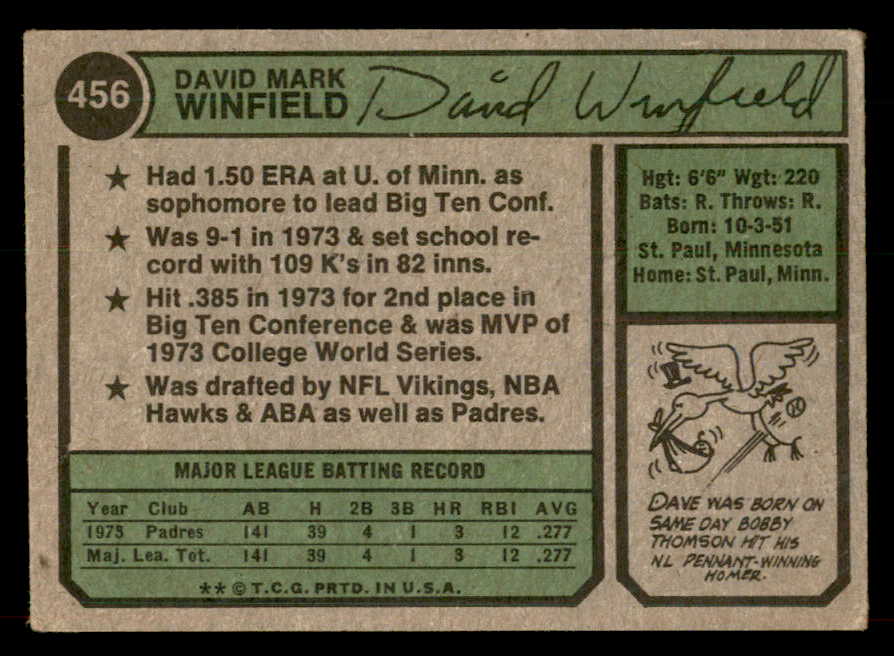 456
DAVID MARK
WINFIELD
David Winfield
★ Had 1.50 ERA at U. of Minn. as
sophomore to lead Big Ten Conf.
★ Was 9-1 in 1973 & set school re-
cord with 109 K's in 82 inns.
★ Hit .385 in 1973 for 2nd place in
Big Ten Conference & was MVP of
1973 College World Series.
★ Was drafted by NFL Vikings, NBA
Hawks & ABA as well as Padres.
Hgt: 6'6" Wgt: 220
Bats: R. Throws: R.
Born: 10-3-51
St. Paul, Minnesota
Home: St. Paul, Minn.
DAVE WAS BORN ON
SAME DAY BOBBY
THOMSON HIT HIS
NL PENNANT-WINNING
HOMER.
MAJOR LEAGUE BATTING RECORD
Year Club AB H 2B 3B HR RBI AVG
1973 Padres 141 39 4 1 3 12 .277
Maj. Lea. Tot. 141 39 4 1 3 12 .277
** © T.C.G. PRTD. IN U.S.A.